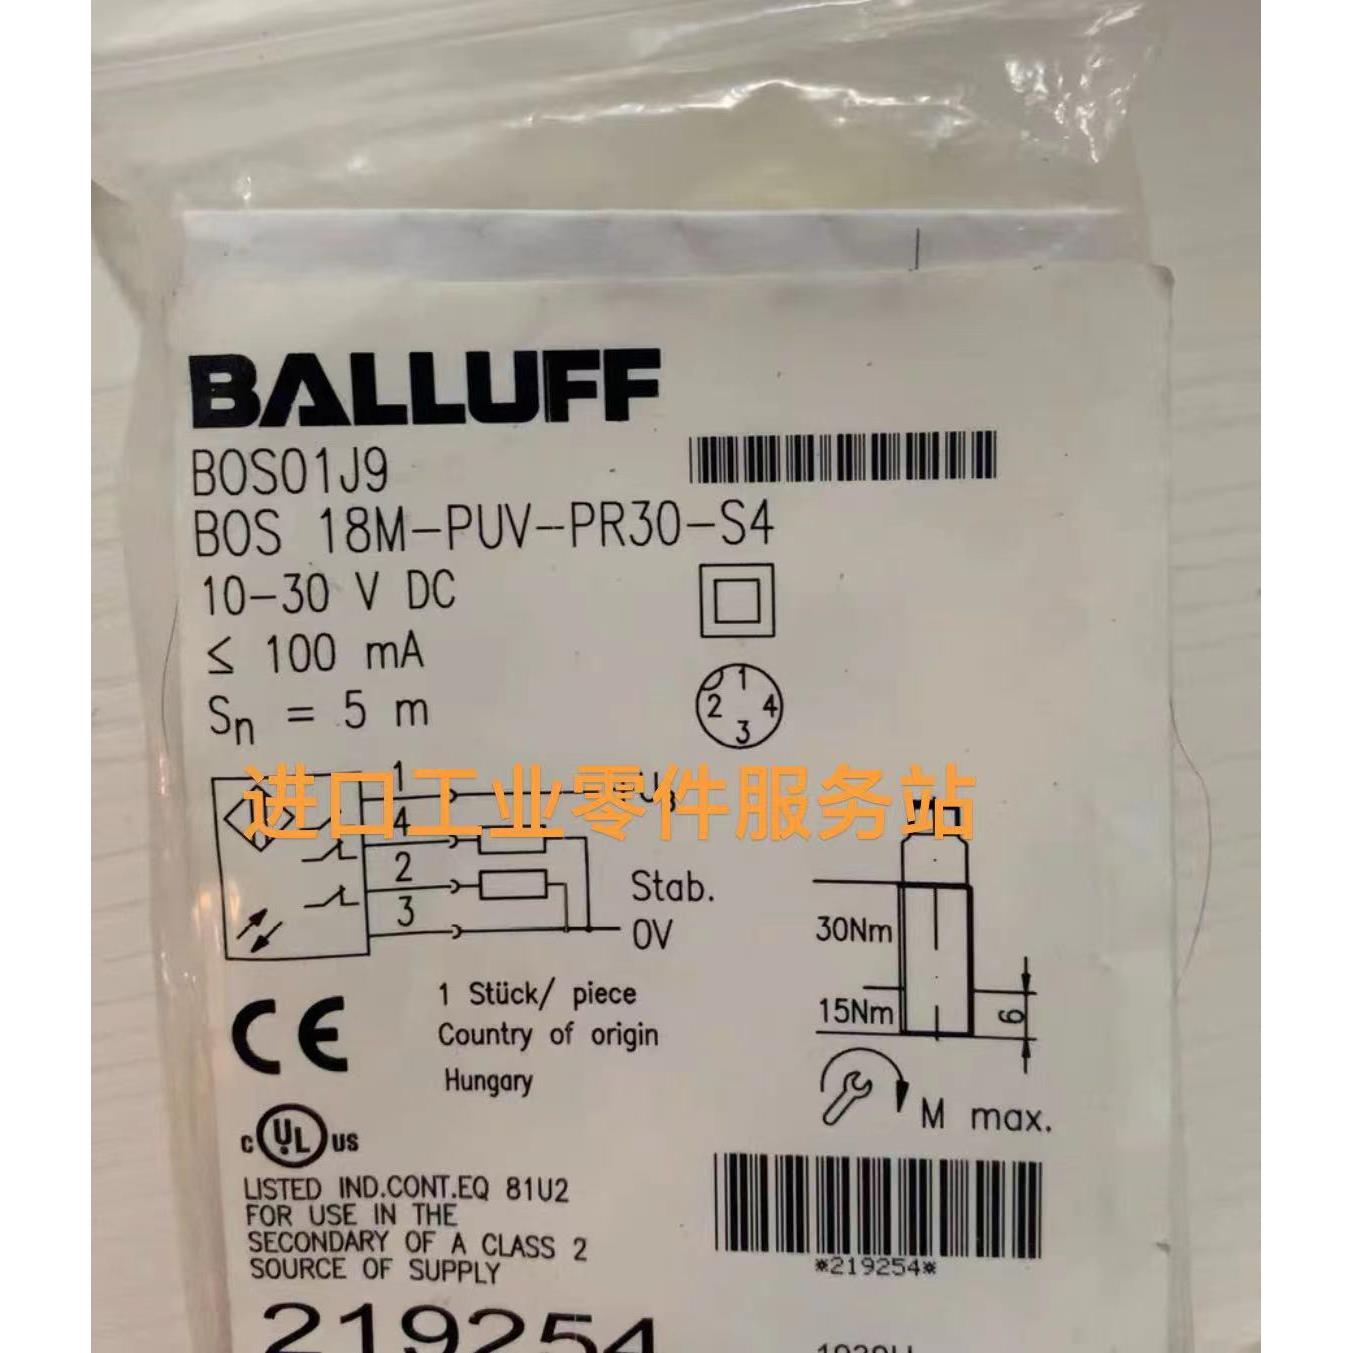 BALLUFF
BOS01J9
BOS 18M-PUV-PR30-S4
10-30 V DC
≤ 100 mA
Sn = 5 m
1
2 4
3
进口工业零件服务站
1
4
2
3
Stab.
0V
30Nm
15Nm
6
M max.
CE
1 Stück/ piece
Country of origin
Hungary
c UL us
LISTED IND.CONT.EQ 81U2
FOR USE IN THE
SECONDARY OF A CLASS 2
SOURCE OF SUPPLY
*219254*
219254